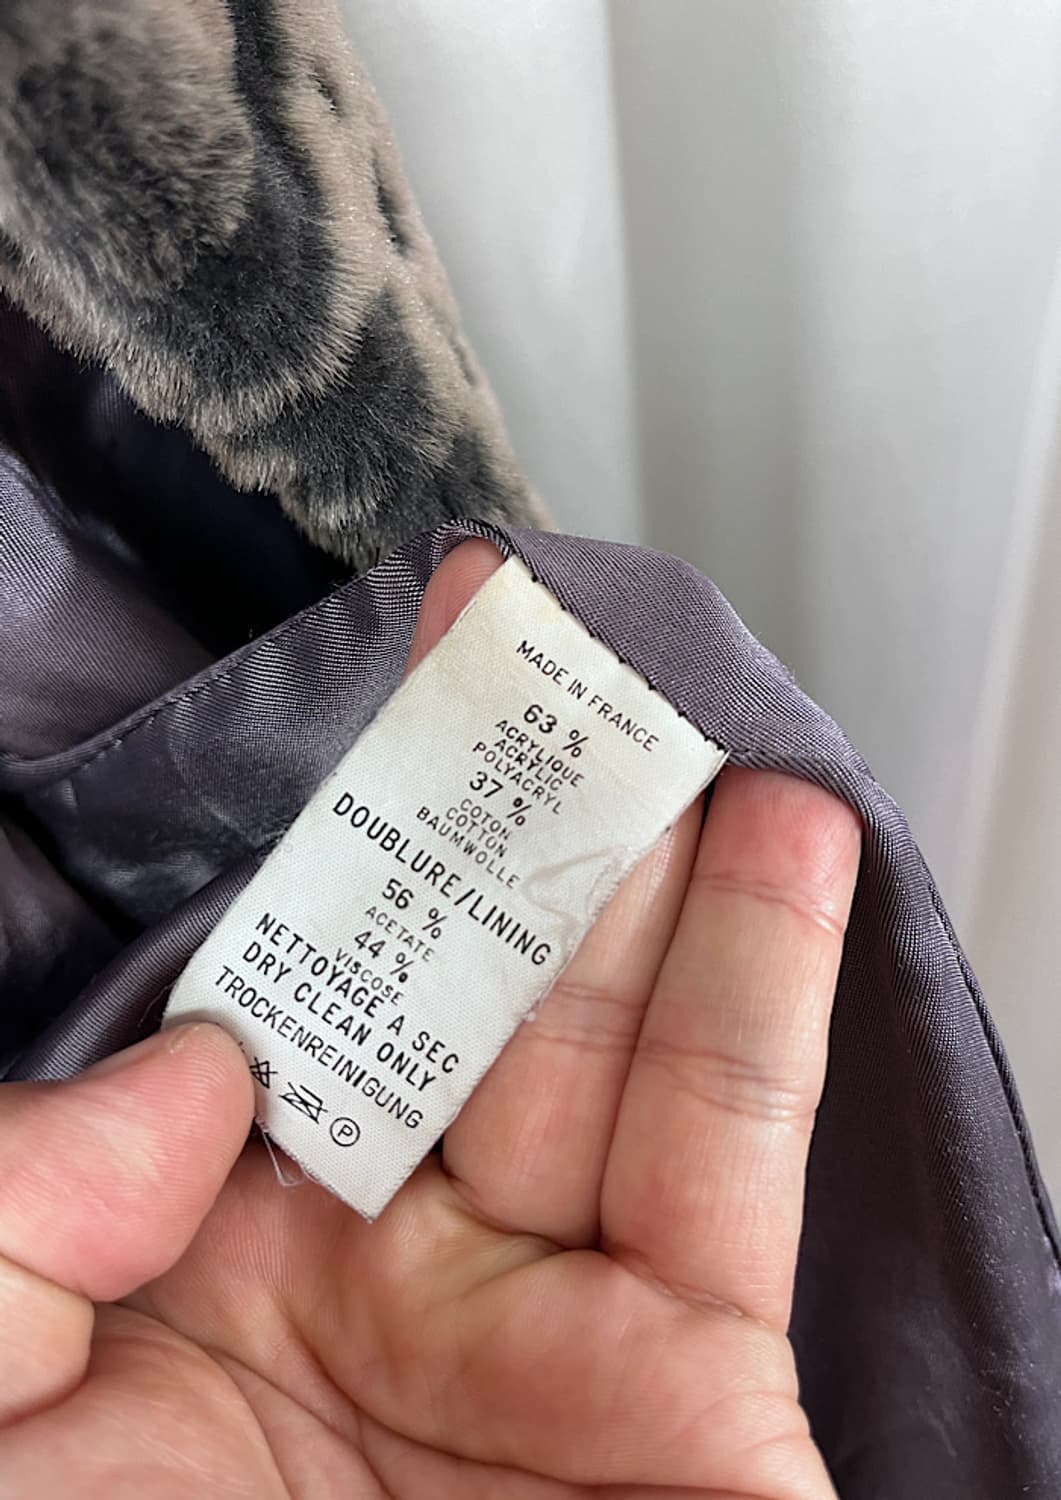 MADE IN FRANCE
63 %
ACRYLIQUE
ACRYLIC
POLYACRYL
37 %
COTON
COTTON
BAUMWOLLE
DOUBLURE/LINING
56 %
ACETATE
44 %
VISCOSE
NETTOYAGE A SEC
DRY CLEAN ONLY
TROCKENREINIGUNG
P